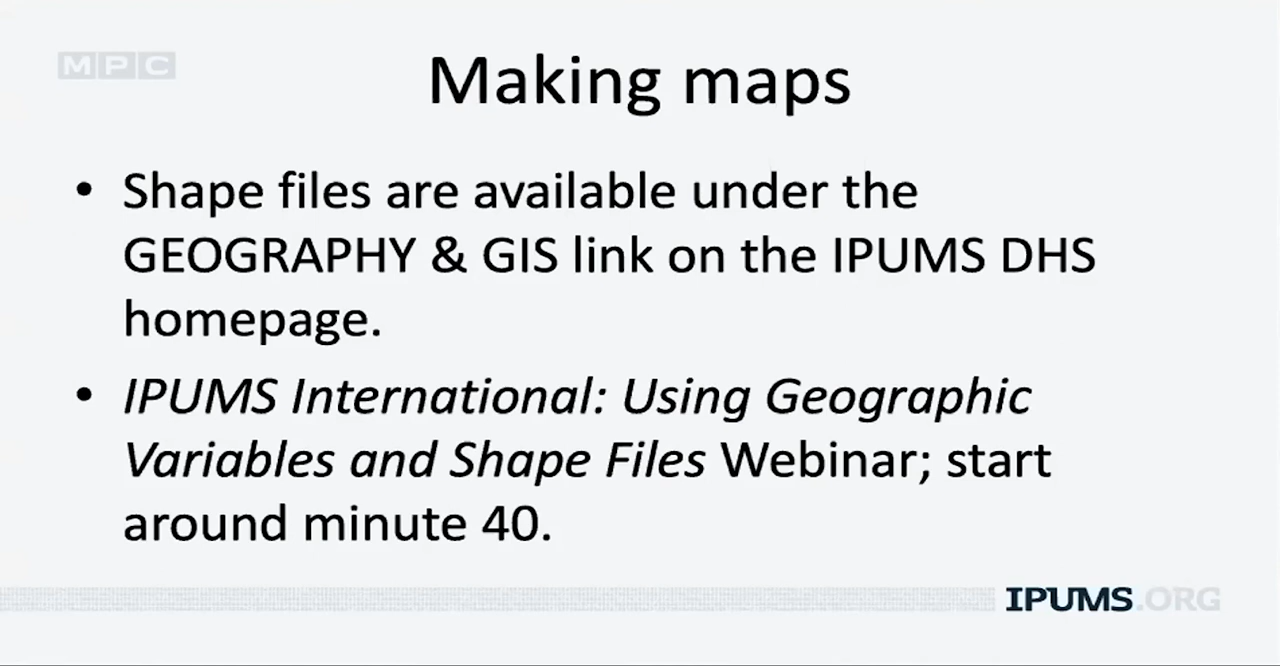 MPC
Making maps
• Shape files are available under the
GEOGRAPHY & GIS link on the IPUMS DHS
homepage.
• IPUMS International: Using Geographic
Variables and Shape Files Webinar; start
around minute 40.
IPUMS.ORG